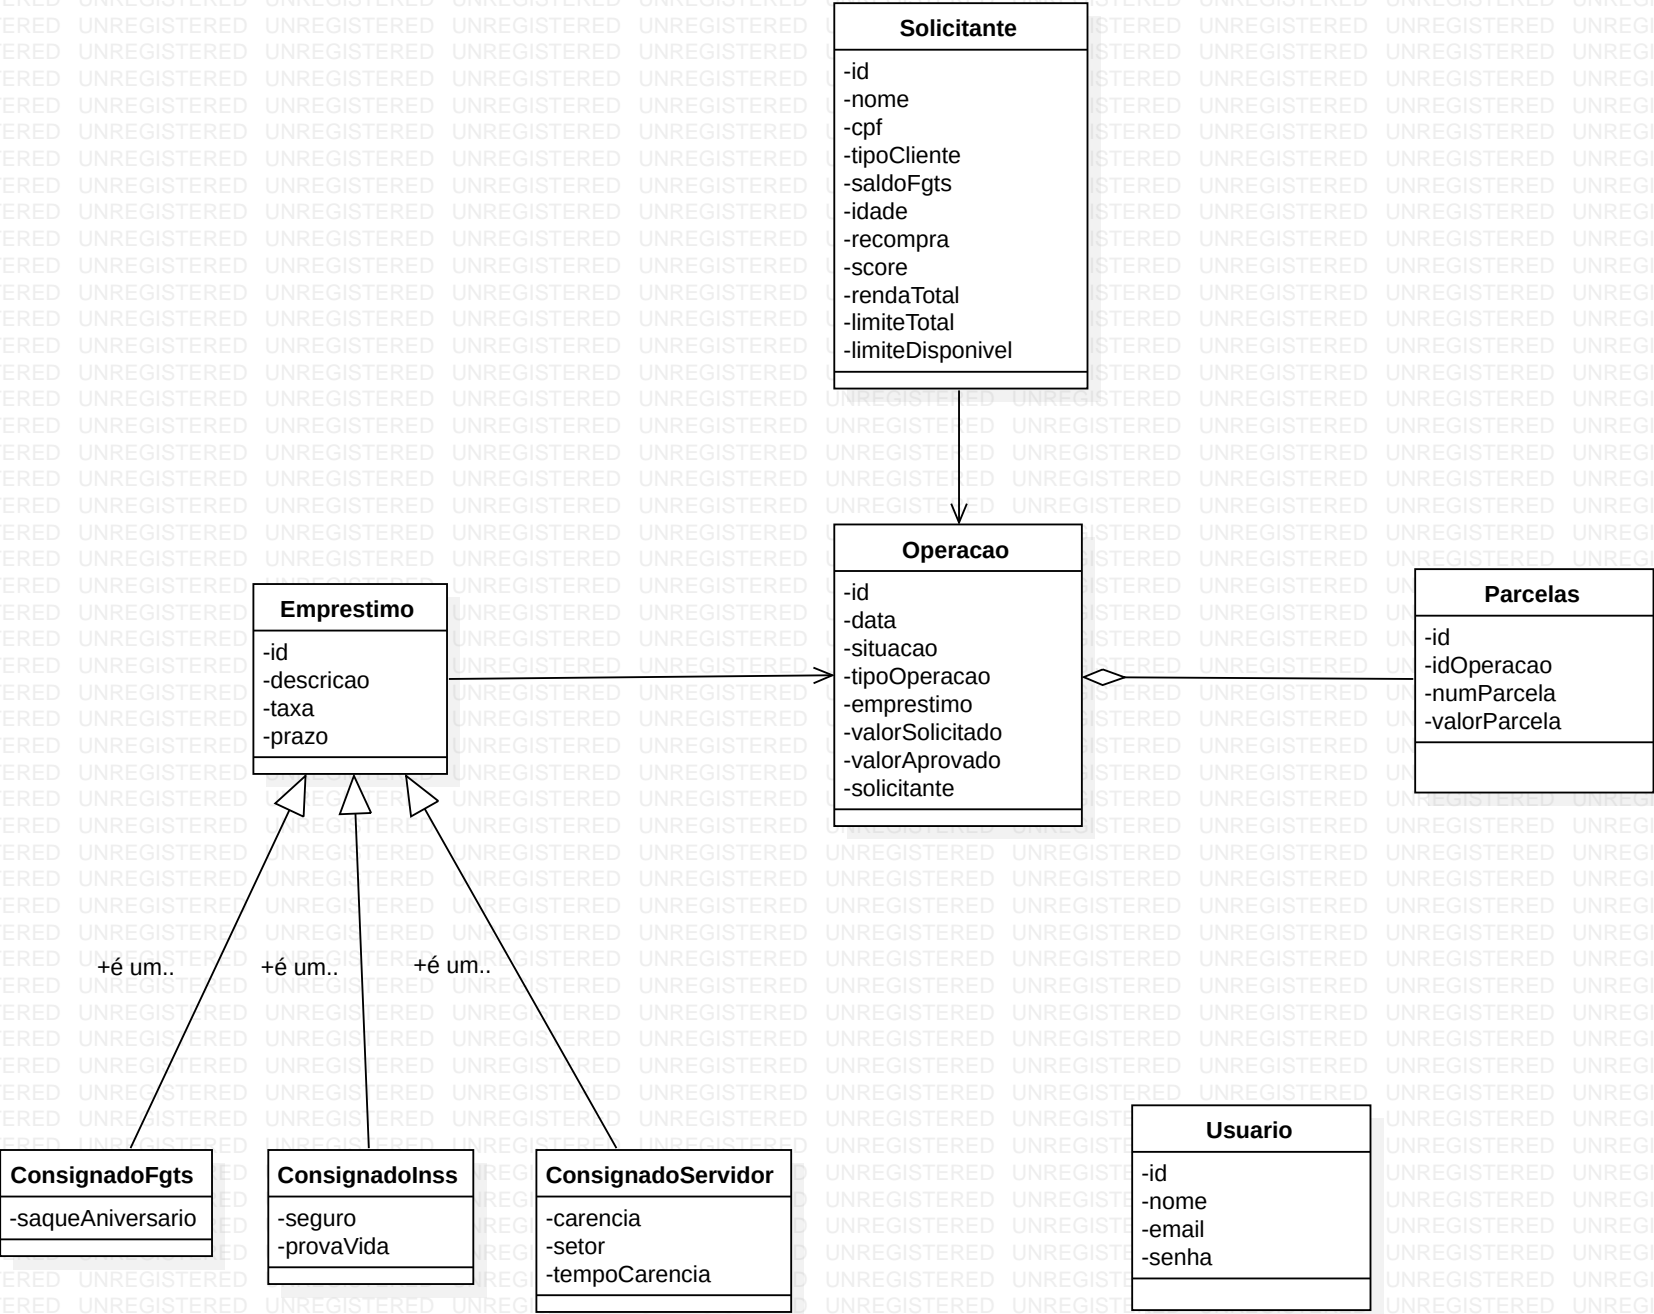 Solicitante
-id
-nome
-cpf
-tipoCliente
-saldoFgts
-idade
-recompra
-score
-rendaTotal
-limiteTotal
-limiteDisponivel
Operacao
-id
-data
-situacao
-tipoOperacao
-emprestimo
-valorSolicitado
-valorAprovado
-solicitante
Emprestimo
-id
-descricao
-taxa
-prazo
Parcelas
-id
-idOperacao
-numParcela
-valorParcela
+é um..
+é um..
+é um..
ConsignadoFgts
-saqueAniversario
ConsignadoInss
-seguro
-provaVida
ConsignadoServidor
-carencia
-setor
-tempoCarencia
Usuario
-id
-nome
-email
-senha
UNREGISTERED